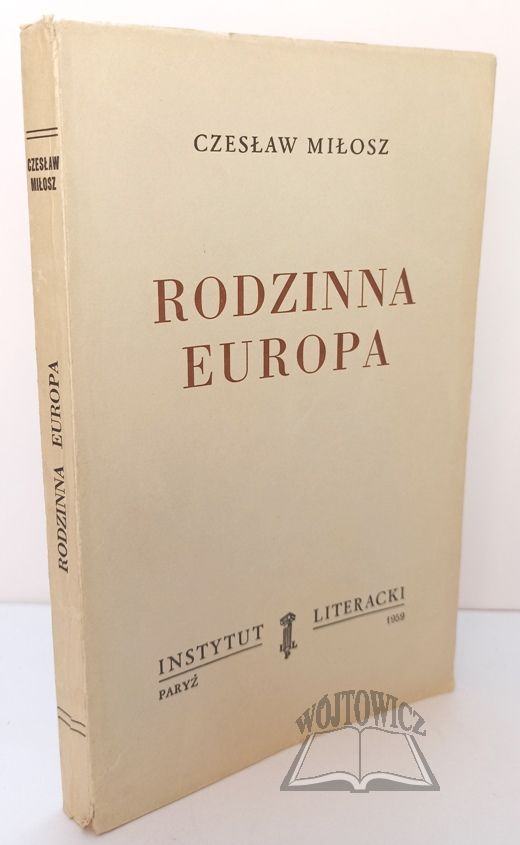 CZESŁAW MIŁOSZ
RODZINNA
EUROPA
INSTYTUT LITERACKI
PARYŻ 1959
CZESŁAW
MIŁOSZ
RODZINNA EUROPA
WÓJTOWICZ